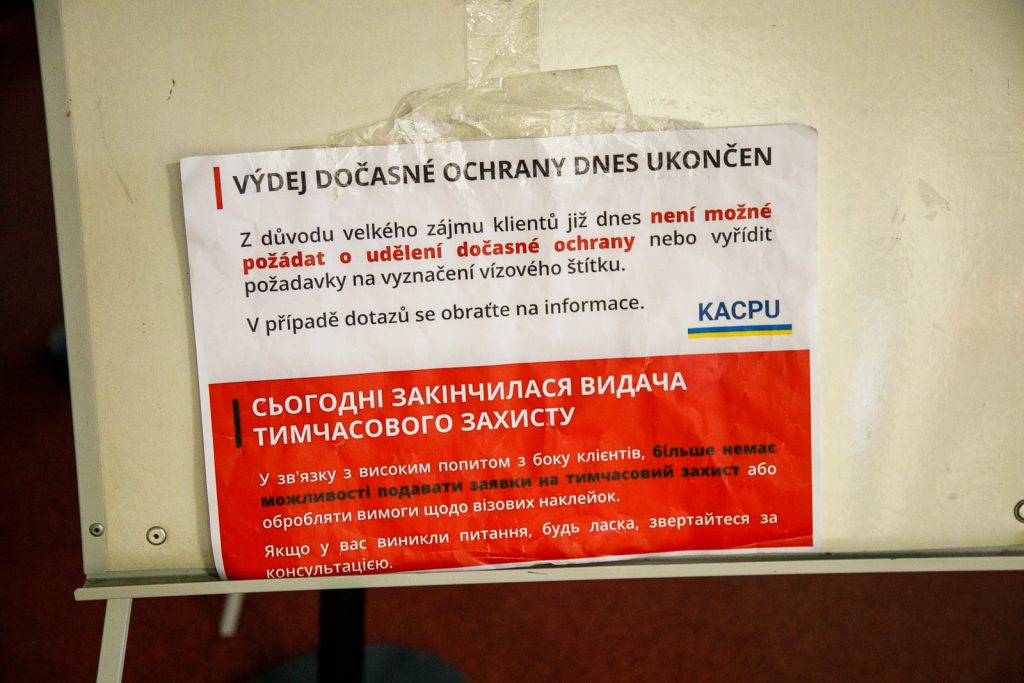 VÝDEJ DOČASNÉ OCHRANY DNES UKONČEN
Z důvodu velkého zájmu klientů již dnes není možné
požádat o udělení dočasné ochrany nebo vyřídit
požadavky na vyznačení vízového štítku.
V případě dotazů se obraťte na informace.
KACPU
СЬОГОДНІ ЗАКІНЧИЛАСЯ ВИДАЧА
ТИМЧАСОВОГО ЗАХИСТУ
У зв'язку з високим попитом з боку клієнтів, більше немає
можливості подавати заявки на тимчасовий захист або
обробляти вимоги щодо візових наклейок.
Якщо у вас виникли питання, будь ласка, звертайтеся за
консультацією.